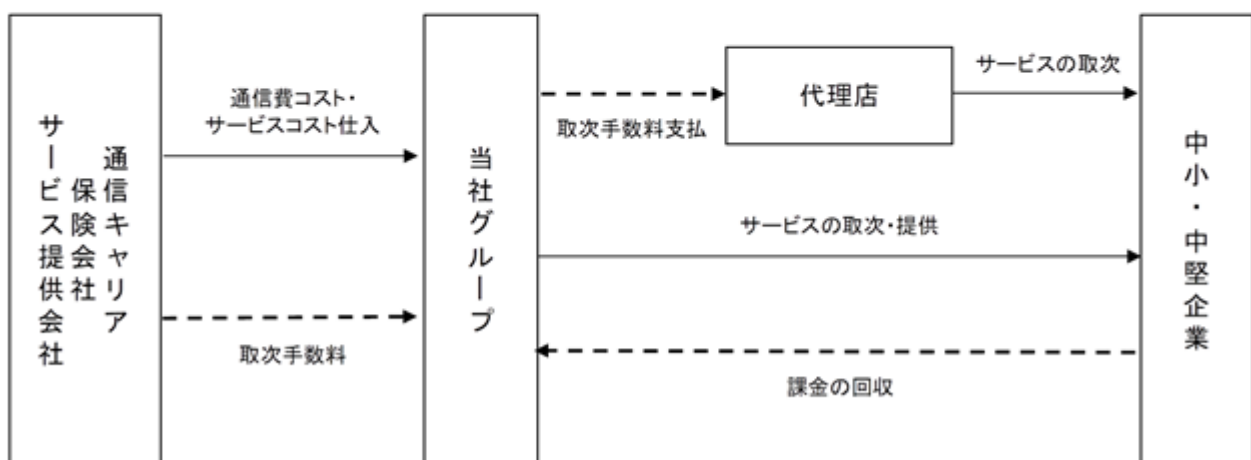 通信キャリア
保険会社
サービス提供会社
通信費コスト・
サービスコスト仕入
取次手数料
当社グループ
取次手数料支払
代理店
サービスの取次
サービスの取次・提供
課金の回収
中小・中堅企業